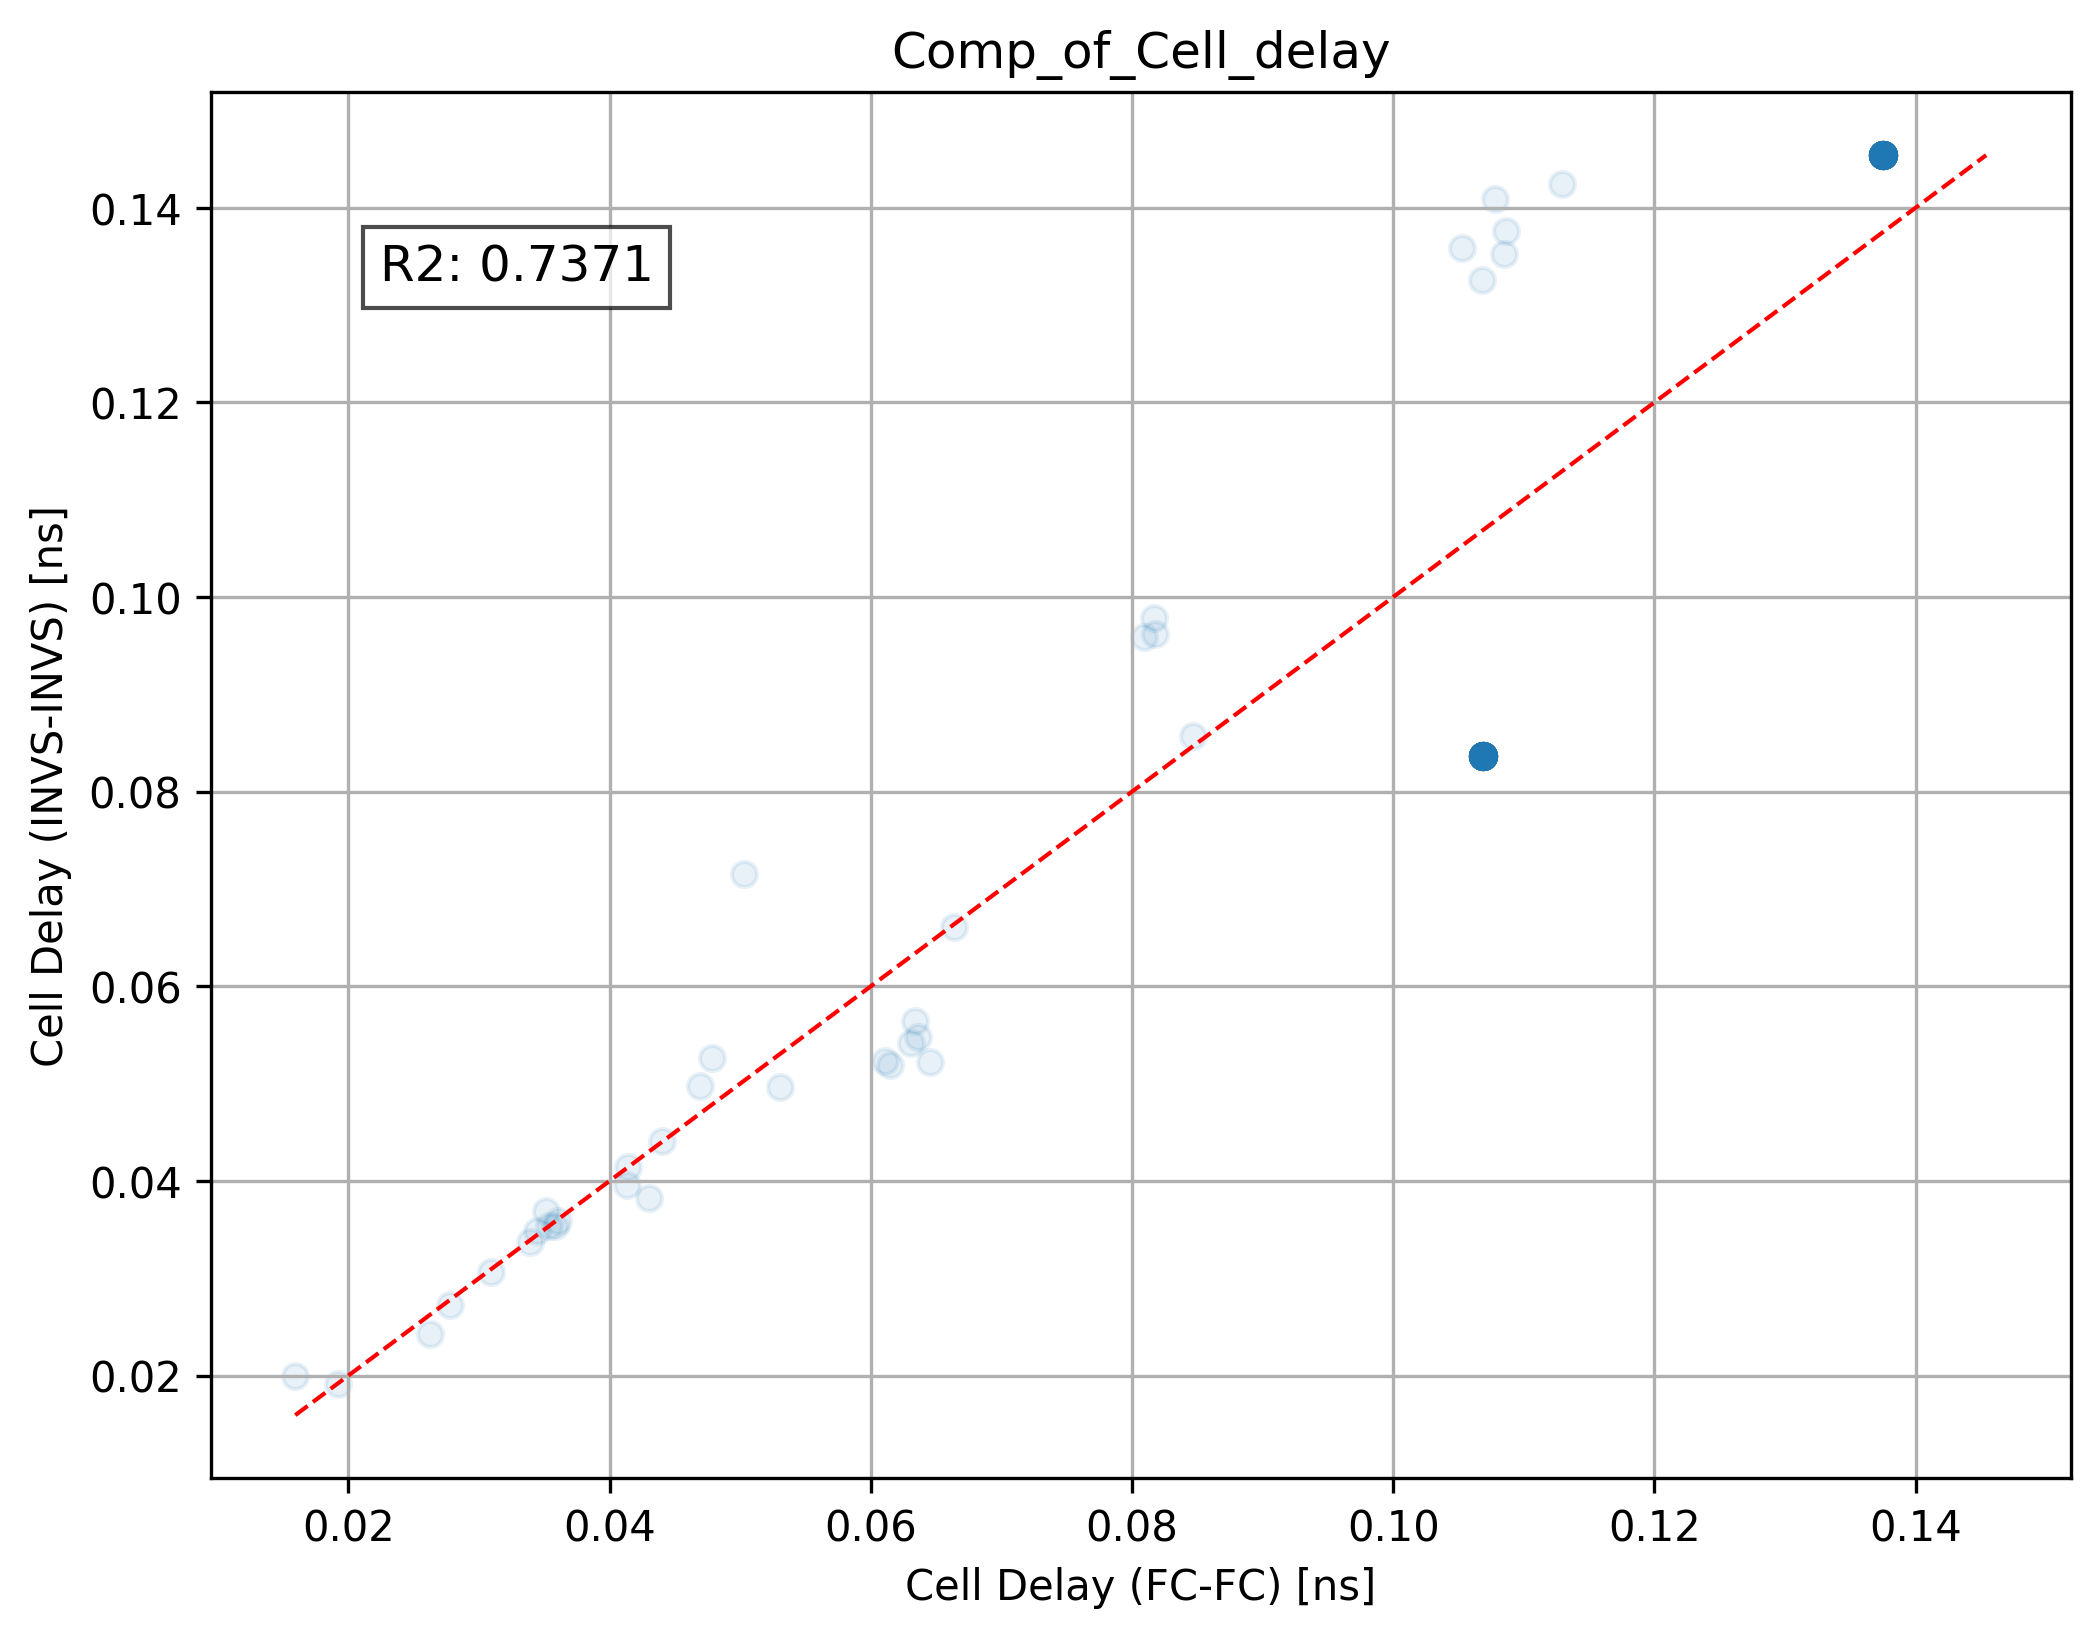 Comp_of_Cell_delay
R2: 0.7371
Cell Delay (INVS-INVS) [ns]
0.14
0.12
0.10
0.08
0.06
0.04
0.02
0.02 0.04 0.06 0.08 0.10 0.12 0.14
Cell Delay (FC-FC) [ns]